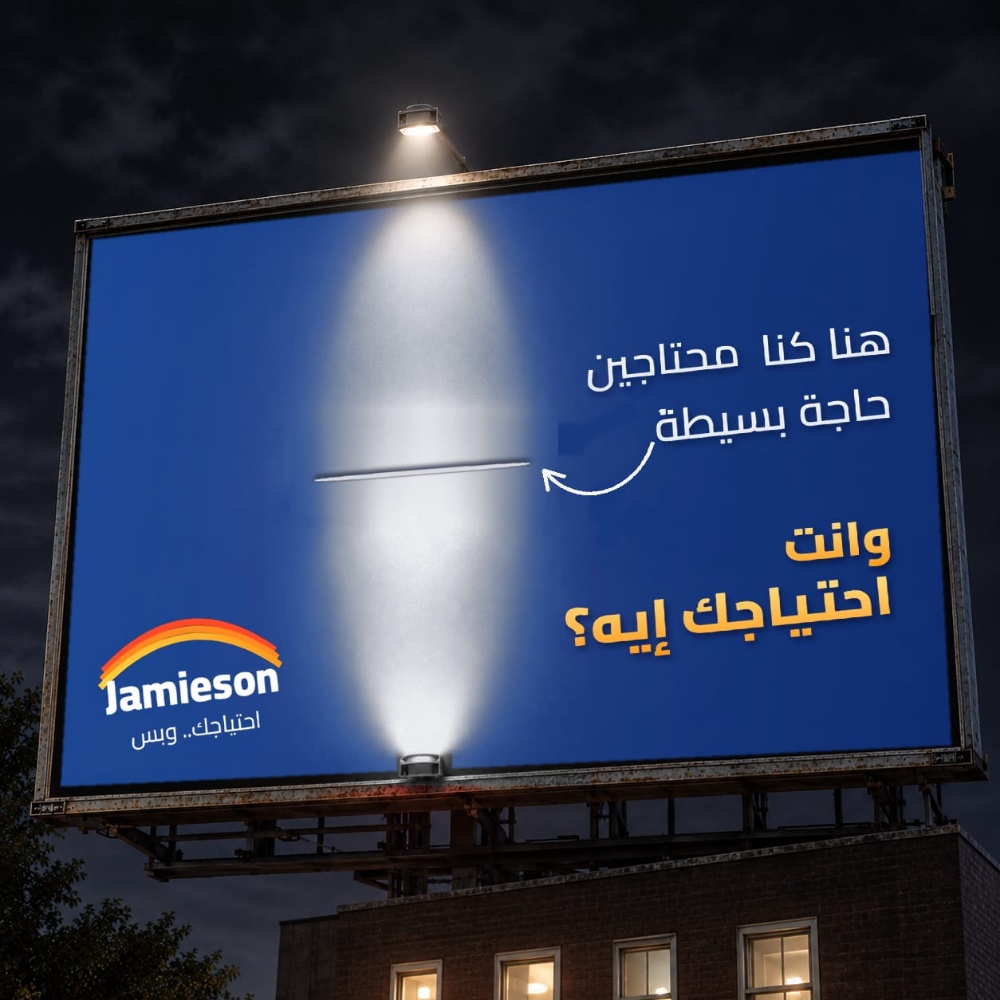 هنا كنا محتاجين
حاجة بسيطة
وانت
احتياجك إيه؟
Jamieson
احتياجك.. وبس